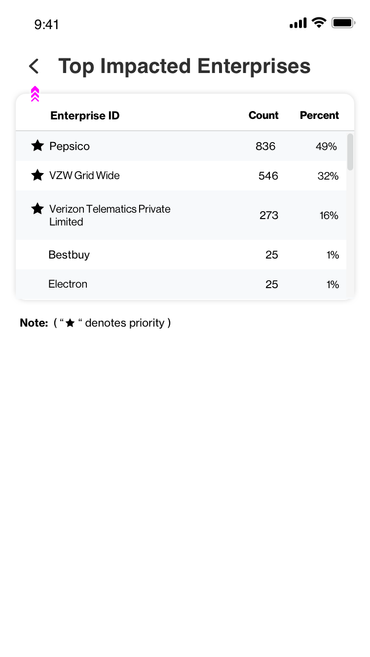 9:41
Top Impacted Enterprises
Enterprise ID Count Percent
★ Pepsico 836 49%
★ VZW Grid Wide 546 32%
★ Verizon Telematics Private
Limited 273 16%
Bestbuy 25 1%
Electron 25 1%
Note: ( “ ★ “ denotes priority )